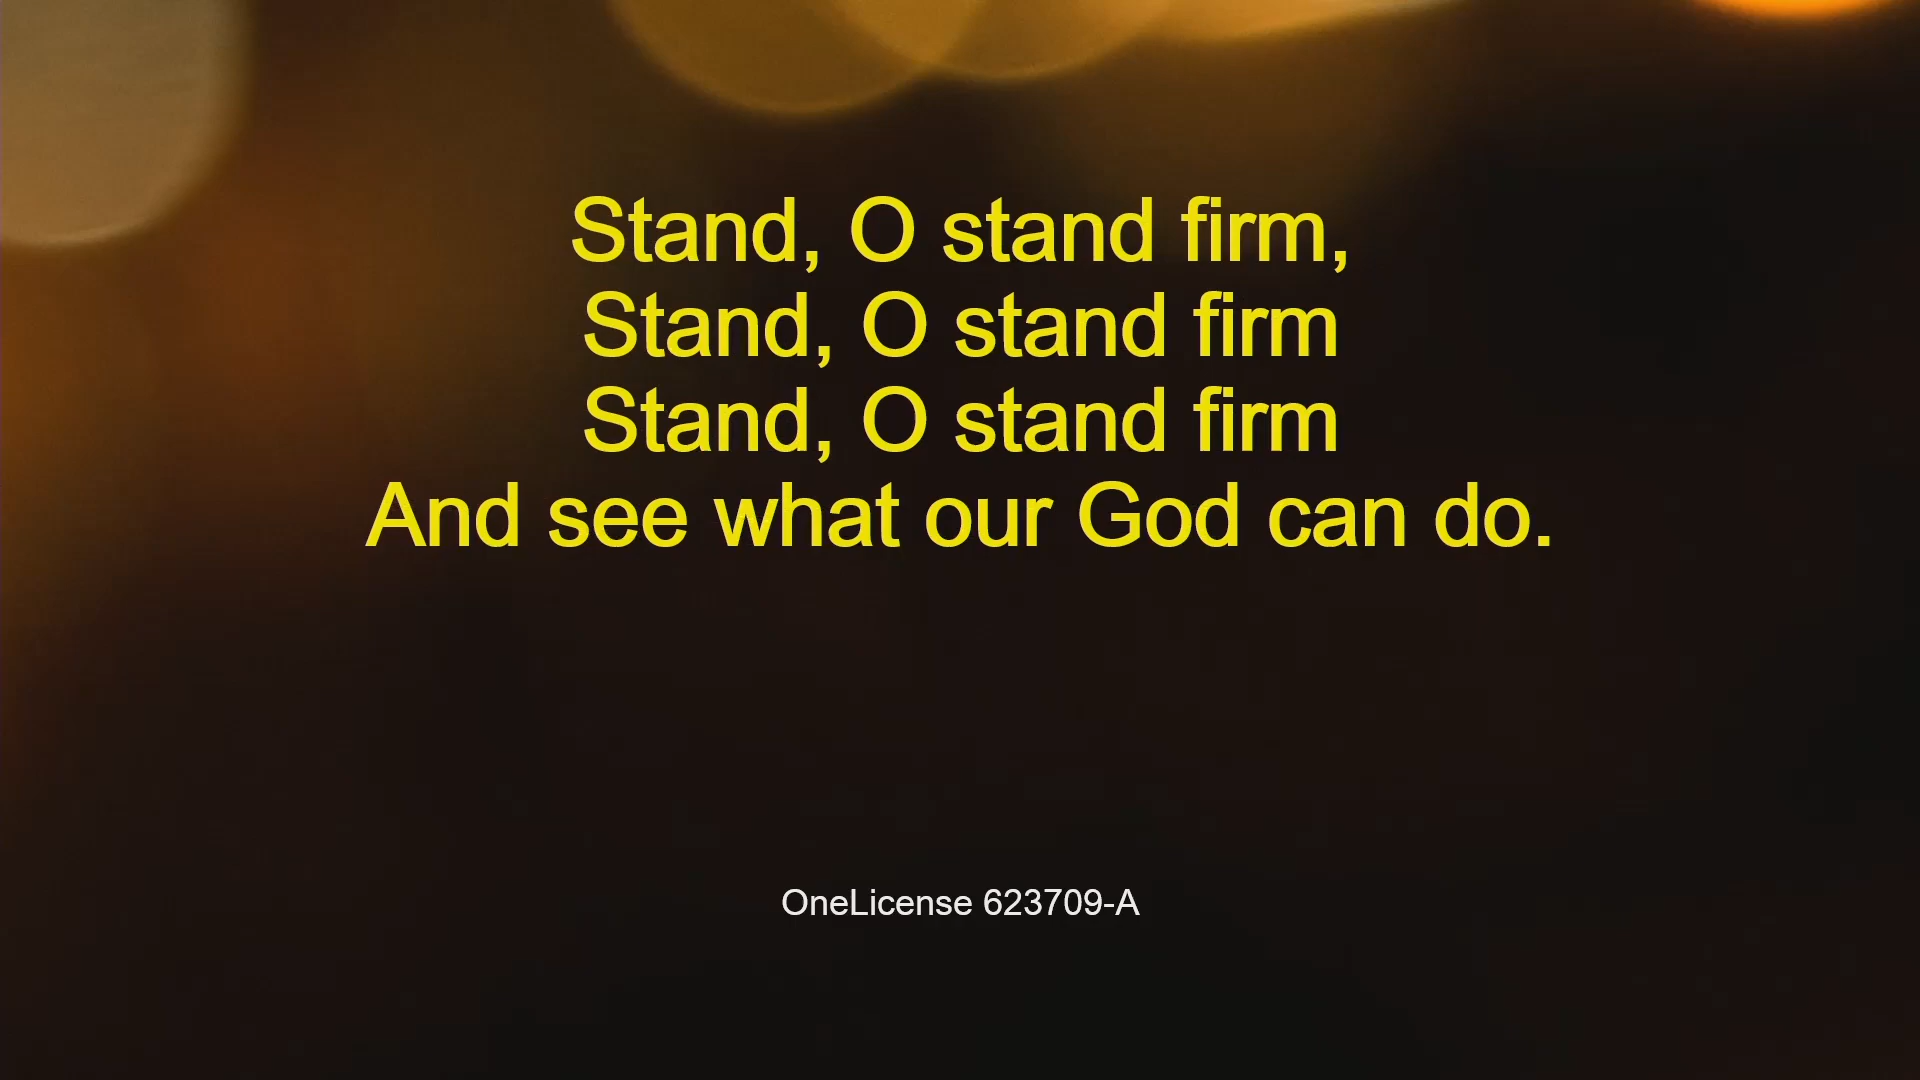 Stand, O stand firm,
Stand, O stand firm
Stand, O stand firm
And see what our God can do.
OneLicense 623709-A